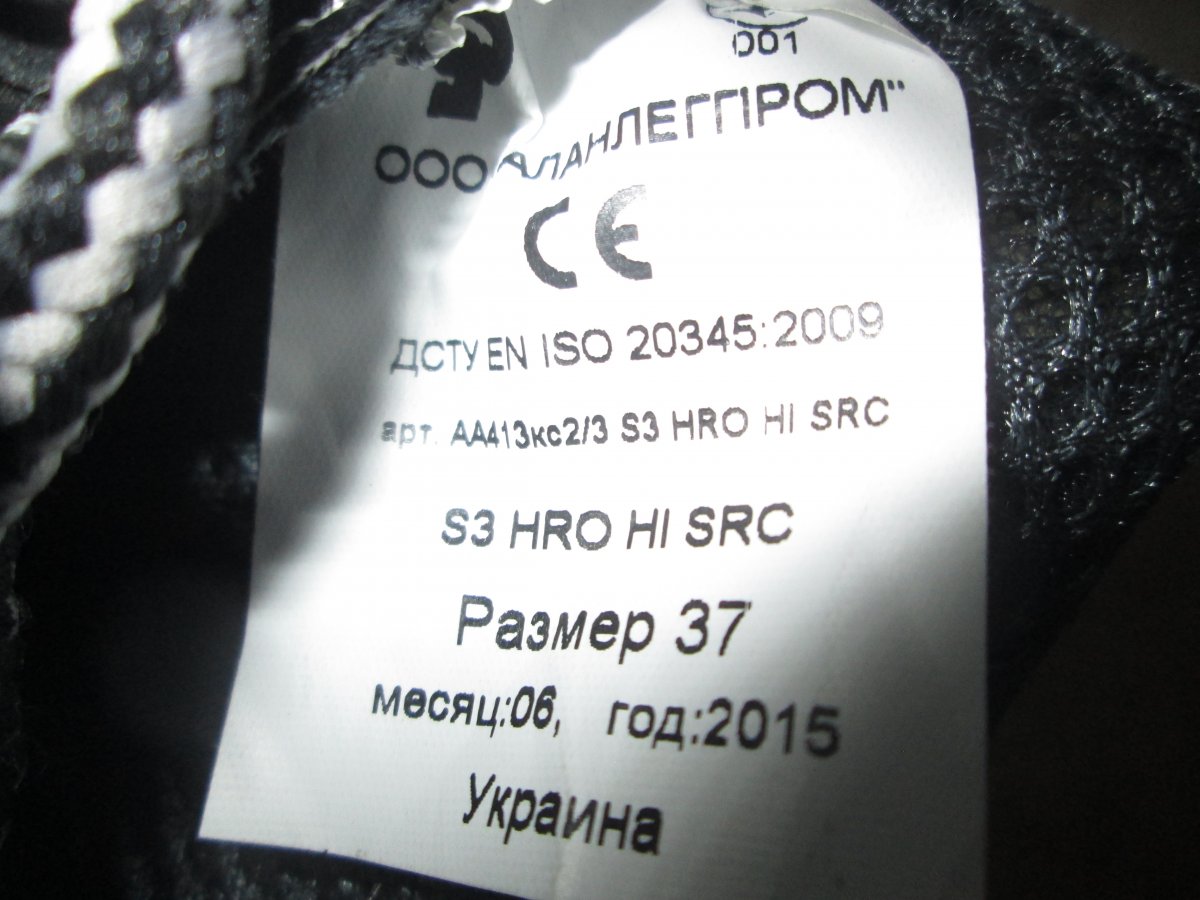 001
ООО "АЛАНЛЕГПРОМ"
CE
ДСТУ EN ISO 20345:2009
арт. АА413кс2/3 S3 HRO HI SRC
S3 HRO HI SRC
Размер 37
месяц:06, год:2015
Украина